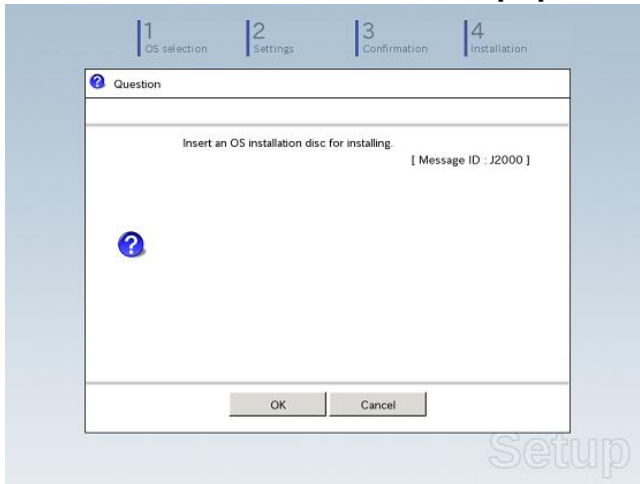 1
OS selection
2
Settings
3
Confirmation
4
Installation
Question
Insert an OS installation disc for installing.
[ Message ID : J2000 ]
OK
Cancel
Setup